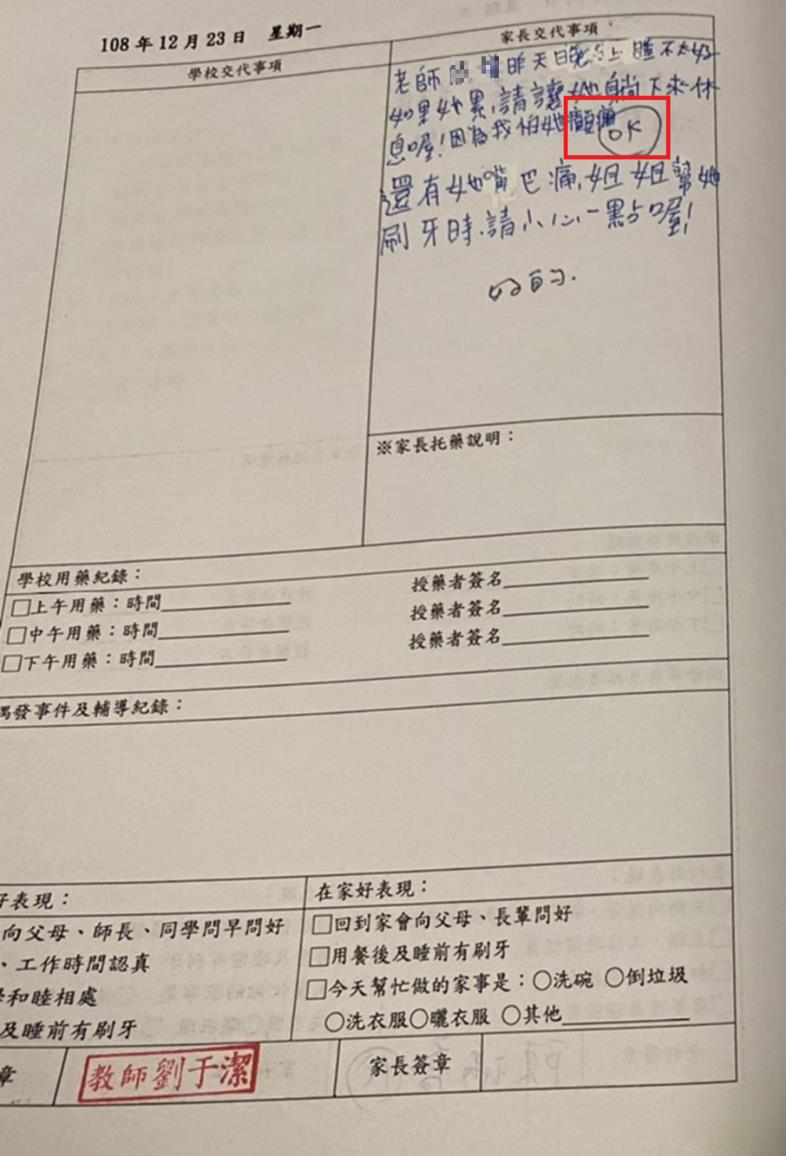 108 年 12 月 23 日 星期一
學校交代事項
家長交代事項
老師 昨天晚上睡不太好
如果她累,請讓她躺下來休
息喔!因為我怕她癲癇
OK
還有她嘴巴痛,姐姐幫她
刷牙時,請小心一點喔!
好的.
※家長托藥說明：
學校用藥紀錄：
□上午用藥：時間 授藥者簽名
□中午用藥：時間 授藥者簽名
□下午用藥：時間 授藥者簽名
偶發事件及輔導紀錄：
好表現：
向父母、師長、同學問早問好
、工作時間認真
和睦相處
及睡前有刷牙
在家好表現：
□回到家會向父母、長輩問好
□用餐後及睡前有刷牙
□今天幫忙做的家事是：○洗碗 ○倒垃圾
○洗衣服○曬衣服 ○其他
章
教師劉于潔
家長簽章